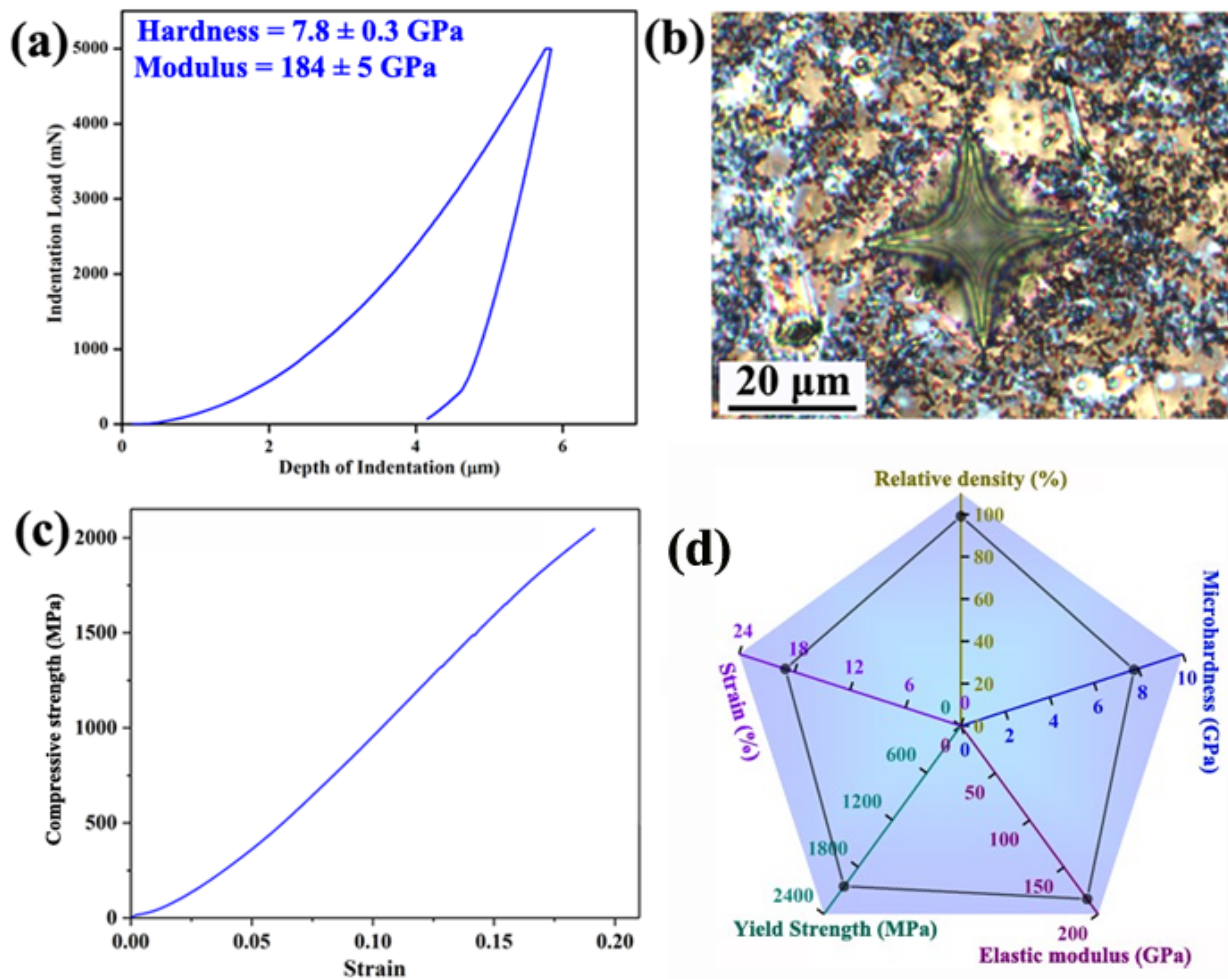 (a)
Hardness = 7.8 ± 0.3 GPa
Modulus = 184 ± 5 GPa
Indentation Load (mN)
5000
4000
3000
2000
1000
0
0 2 4 6
Depth of Indentation (μm)
(b)
20 μm
(c)
Compressive strength (MPa)
2000
1500
1000
500
0
0.00 0.05 0.10 0.15 0.20
Strain
(d)
Relative density (%)
100
80
60
40
20
0
Microhardness (GPa)
0 2 4 6 8 10
Elastic modulus (GPa)
0
50
100
150
200
Yield Strength (MPa)
0
600
1200
1800
2400
Strain (%)
24 18 12 6 0